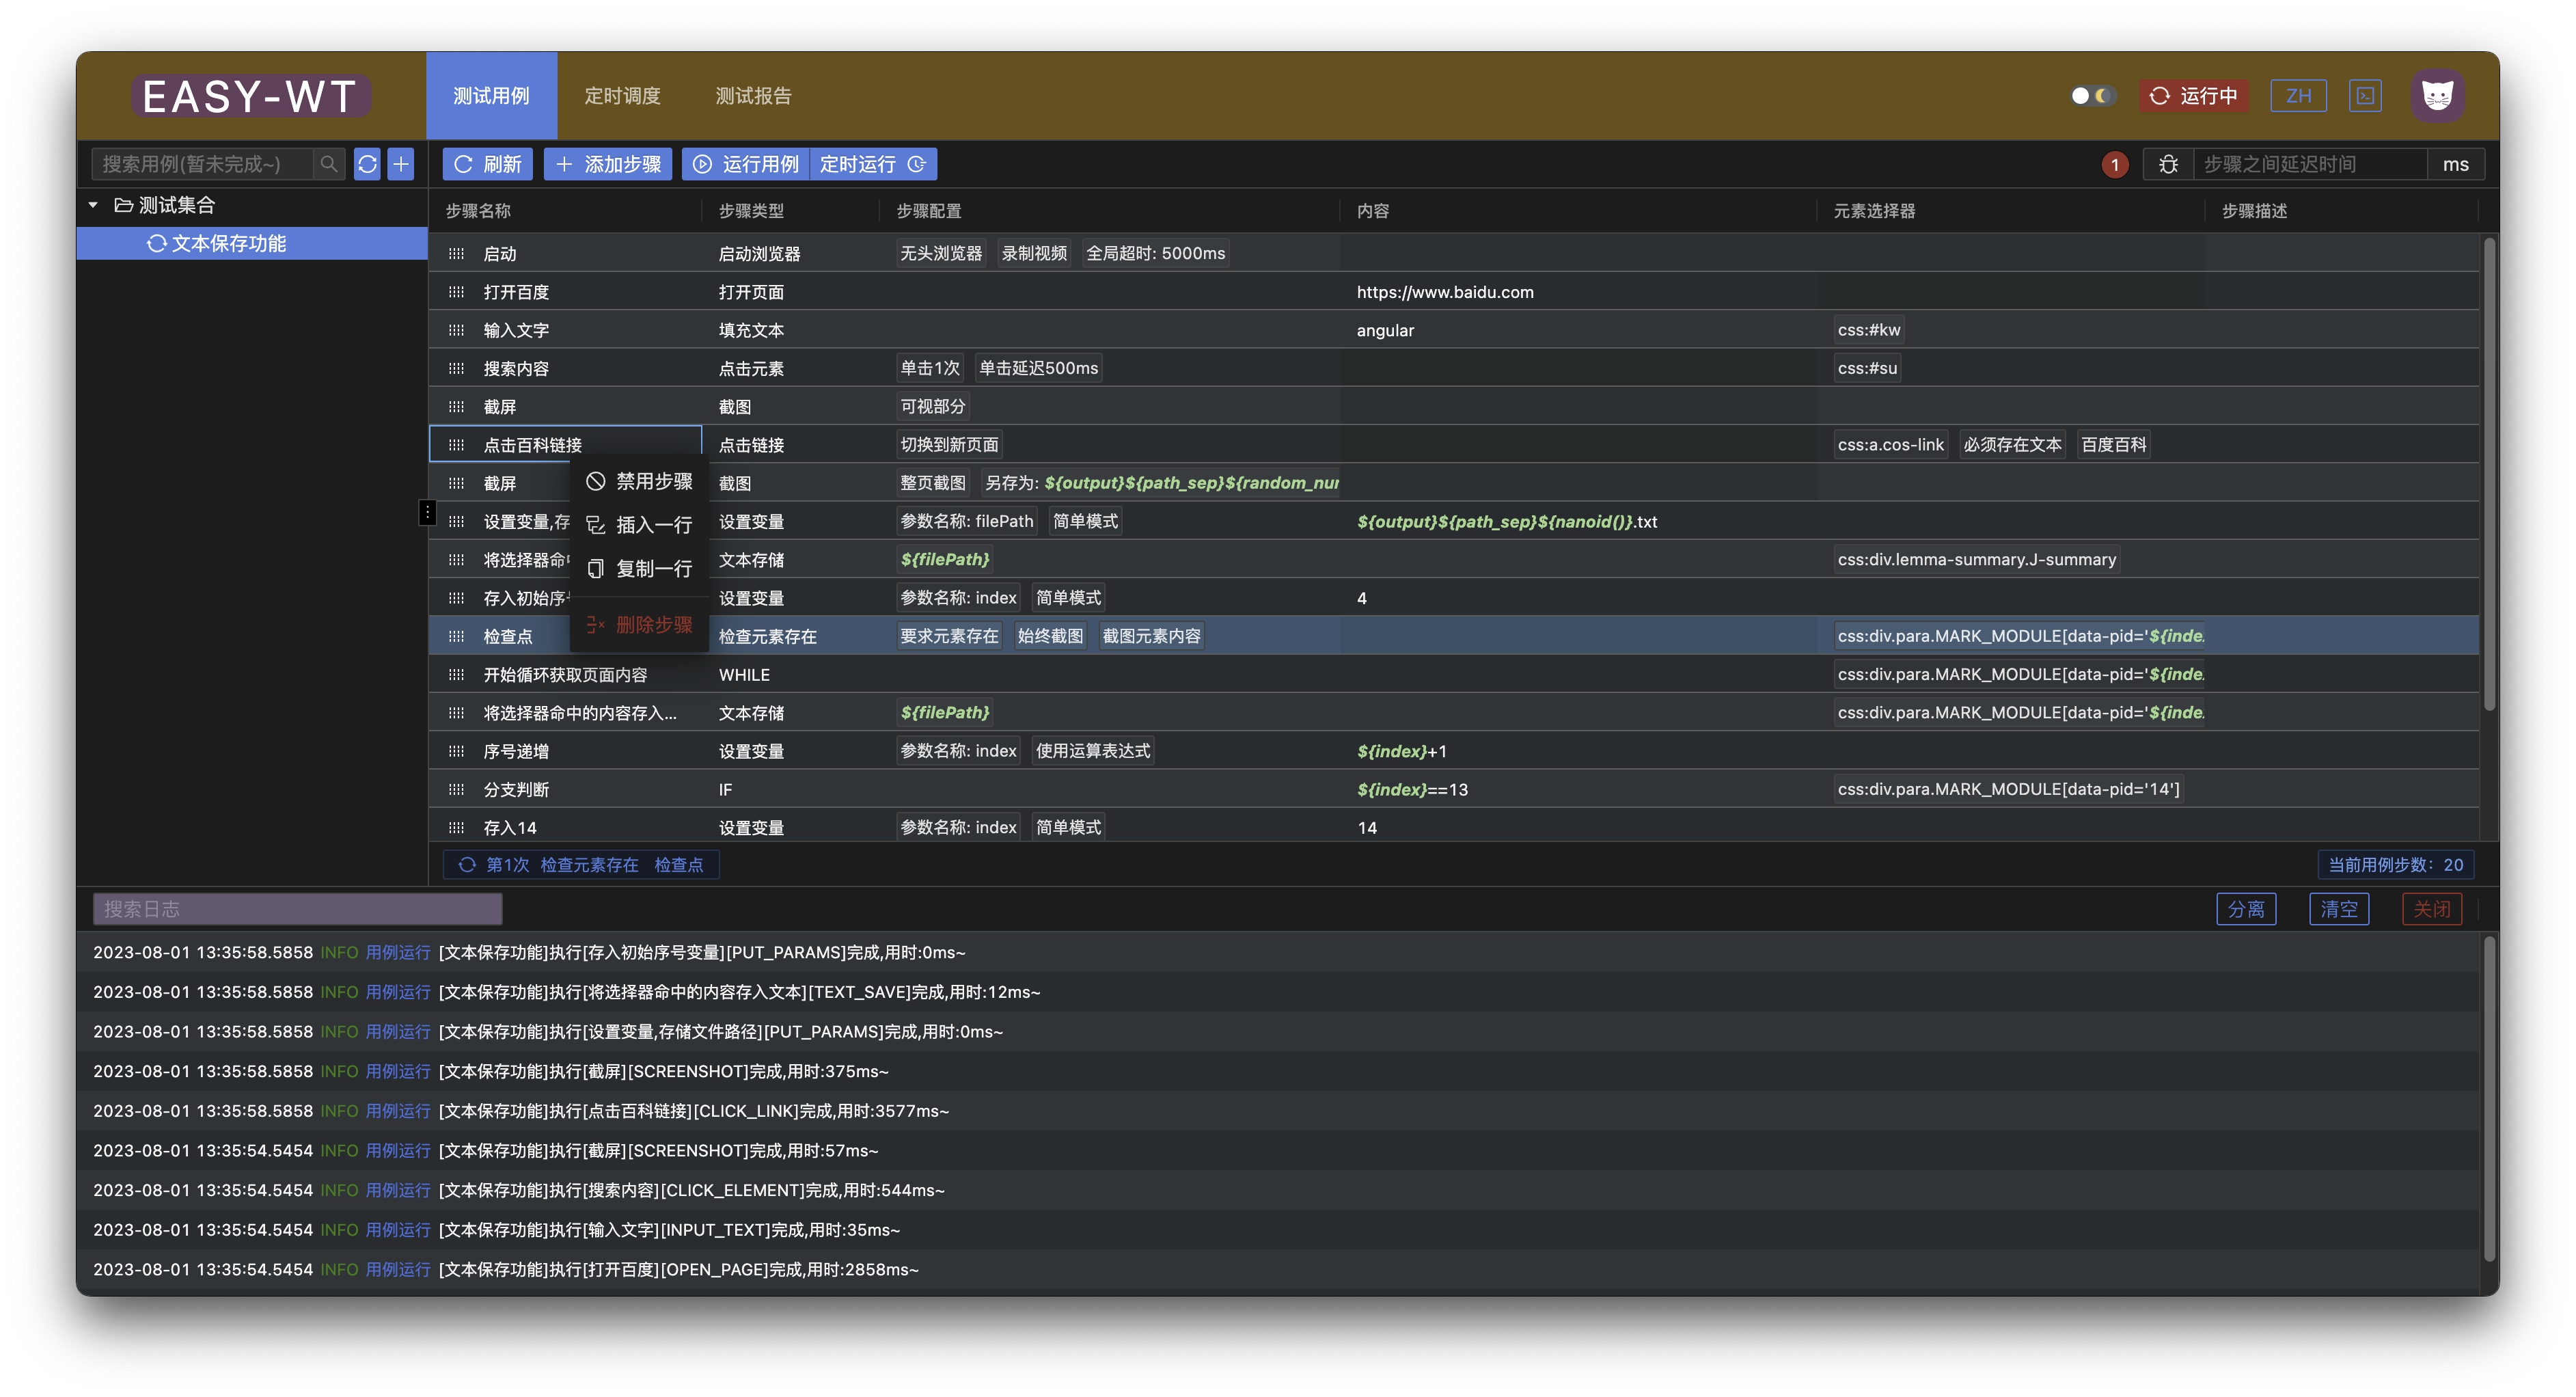 EASY-WT 测试用例 定时调度 测试报告 运行中 ZH
搜索用例(暂未完成~) 刷新 添加步骤 运行用例 定时运行 1 步骤之间延迟时间 ms
测试集合
文本保存功能
步骤名称 步骤类型 步骤配置 内容 元素选择器 步骤描述
启动 启动浏览器 无头浏览器 录制视频 全局超时: 5000ms
打开百度 打开页面 https://www.baidu.com
输入文字 填充文本 angular css:#kw
搜索内容 点击元素 单击1次 单击延迟500ms css:#su
截屏 截图 可视部分
点击百科链接 点击链接 切换到新页面 css:a.cos-link 必须存在文本 百度百科
截屏 截图 整页截图 另存为: ${output}${path_sep}${random_nur
设置变量,存 设置变量 参数名称: filePath 简单模式 ${output}${path_sep}${nanoid()}.txt
将选择器命 文本存储 ${filePath} css:div.lemma-summary.J-summary
存入初始序 设置变量 参数名称: index 简单模式 4
检查点 检查元素存在 要求元素存在 始终截图 截图元素内容 css:div.para.MARK_MODULE[data-pid='${inde
开始循环获取页面内容 WHILE css:div.para.MARK_MODULE[data-pid='${inde
将选择器命中的内容存入... 文本存储 ${filePath} css:div.para.MARK_MODULE[data-pid='${inde
序号递增 设置变量 参数名称: index 使用运算表达式 ${index}+1
分支判断 IF ${index}==13 css:div.para.MARK_MODULE[data-pid='14']
存入14 设置变量 参数名称: index 简单模式 14
禁用步骤
插入一行
复制一行
删除步骤
第1次 检查元素存在 检查点 当前用例步数: 20
搜索日志 分离 清空 关闭
2023-08-01 13:35:58.5858 INFO 用例运行 [文本保存功能]执行[存入初始序号变量][PUT_PARAMS]完成,用时:0ms~
2023-08-01 13:35:58.5858 INFO 用例运行 [文本保存功能]执行[将选择器命中的内容存入文本][TEXT_SAVE]完成,用时:12ms~
2023-08-01 13:35:58.5858 INFO 用例运行 [文本保存功能]执行[设置变量,存储文件路径][PUT_PARAMS]完成,用时:0ms~
2023-08-01 13:35:58.5858 INFO 用例运行 [文本保存功能]执行[截屏][SCREENSHOT]完成,用时:375ms~
2023-08-01 13:35:58.5858 INFO 用例运行 [文本保存功能]执行[点击百科链接][CLICK_LINK]完成,用时:3577ms~
2023-08-01 13:35:54.5454 INFO 用例运行 [文本保存功能]执行[截屏][SCREENSHOT]完成,用时:57ms~
2023-08-01 13:35:54.5454 INFO 用例运行 [文本保存功能]执行[搜索内容][CLICK_ELEMENT]完成,用时:544ms~
2023-08-01 13:35:54.5454 INFO 用例运行 [文本保存功能]执行[输入文字][INPUT_TEXT]完成,用时:35ms~
2023-08-01 13:35:54.5454 INFO 用例运行 [文本保存功能]执行[打开百度][OPEN_PAGE]完成,用时:2858ms~